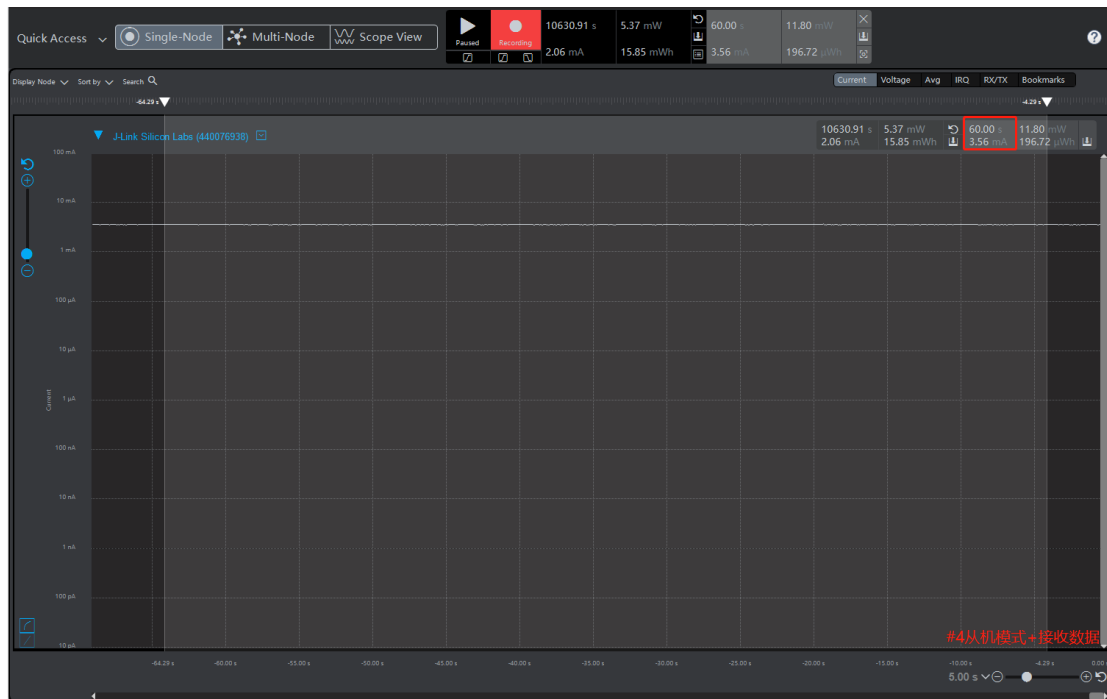 Quick Access
Single-Node
Multi-Node
Scope View
Paused
Recording
10630.91 s
5.37 mW
2.06 mA
15.85 mWh
60.00 s
11.80 mW
3.56 mA
196.72 µWh
Display Node
Sort by
Search
Current
Voltage
Avg
IRQ
RX/TX
Bookmarks
-64.29 s
-4.29 s
J-Link Silicon Labs (440076938)
10630.91 s
5.37 mW
60.00 s
11.80 mW
2.06 mA
15.85 mWh
3.56 mA
196.72 µWh
100 mA
10 mA
1 mA
100 µA
10 µA
1 µA
Current
100 nA
10 nA
1 nA
100 pA
10 pA
#4从机模式+接收数据
-64.29 s
-60.00 s
-55.00 s
-50.00 s
-45.00 s
-40.00 s
-35.00 s
-30.00 s
-25.00 s
-20.00 s
-15.00 s
-10.00 s
-4.29 s
0.00
5.00 s